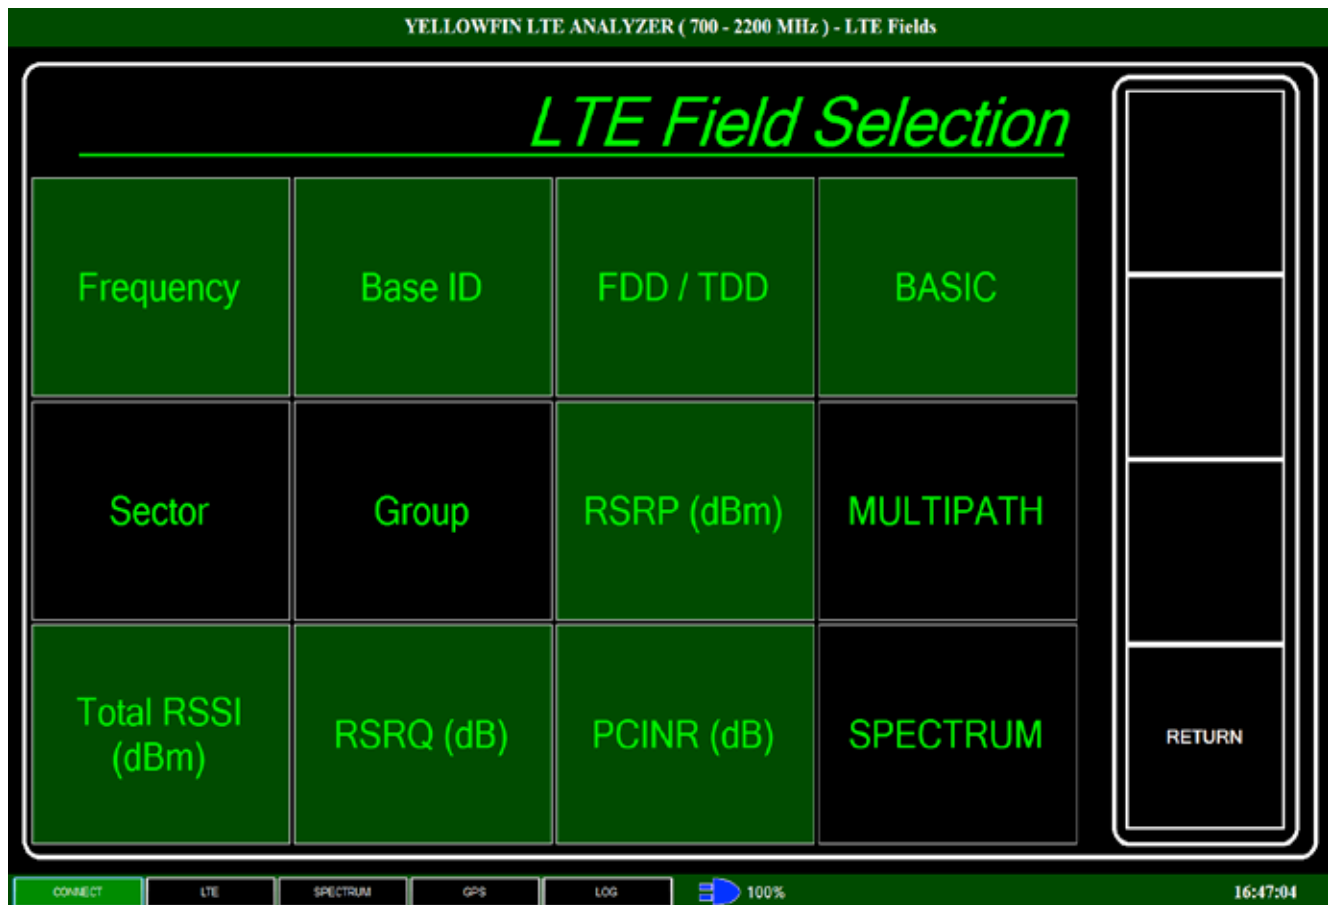 YELLOWFIN LTE ANALYZER ( 700 - 2200 MHz ) - LTE Fields
LTE Field Selection
Frequency
Base ID
FDD / TDD
BASIC
Sector
Group
RSRP (dBm)
MULTIPATH
Total RSSI
(dBm)
RSRQ (dB)
PCINR (dB)
SPECTRUM
RETURN
CONNECT
LTE
SPECTRUM
GPS
LOG
100%
16:47:04